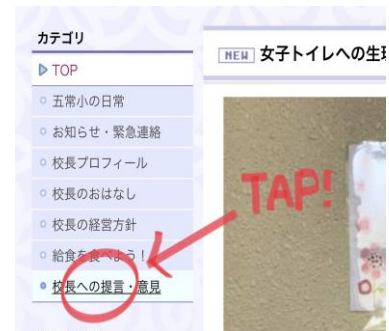 カテゴリ
TOP
五常小の日常
お知らせ・緊急連絡
校長プロフィール
校長のおはなし
校長の経営方針
給食を食べよう！
校長への提言・意見
NEW 女子トイレへの生理
TAP!